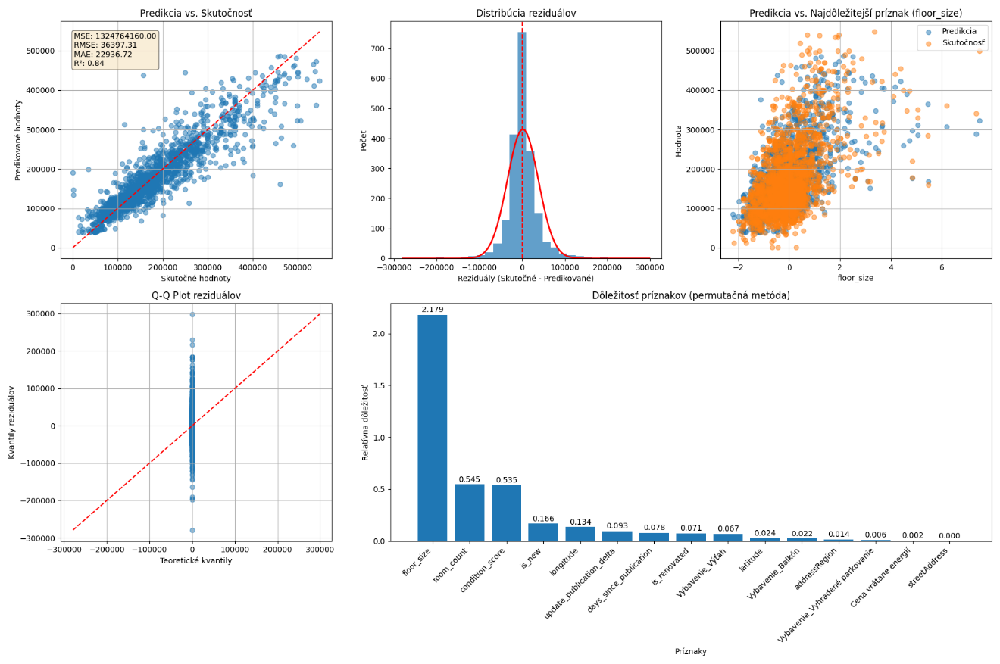 Predikcia vs. Skutočnosť
MSE: 1324764160.00
RMSE: 36397.31
MAE: 22936.72
R²: 0.84
Predikované hodnoty
500000
400000
300000
200000
100000
0
0 100000 200000 300000 400000 500000
Skutočné hodnoty
Distribúcia reziduálov
Počet
700
600
500
400
300
200
100
0
−300000 −200000 −100000 0 100000 200000 300000
Reziduály (Skutočné - Predikované)
Predikcia vs. Najdôležitejší príznak (floor_size)
Predikcia
Skutočnosť
Hodnota
500000
400000
300000
200000
100000
0
−2 0 2 4 6
floor_size
Q-Q Plot reziduálov
Kvantily reziduálov
300000
200000
100000
0
−100000
−200000
−300000
−300000 −200000 −100000 0 100000 200000 300000
Teoretické kvantily
Dôležitosť príznakov (permutačná metóda)
Relatívna dôležitosť
2.0
1.5
1.0
0.5
0.0
2.179
0.545
0.535
0.166
0.134
0.093
0.078
0.071
0.067
0.024
0.022
0.014
0.006
0.002
0.000
floor_size
room_count
condition_score
is_new
longitude
update_publication_delta
days_since_publication
is_renovated
Vybavenie_Výťah
latitude
Vybavenie_Balkón
addressRegion
Vybavenie_Vyhradené parkovanie
Cena vrátane energií
streetAddress
Príznaky